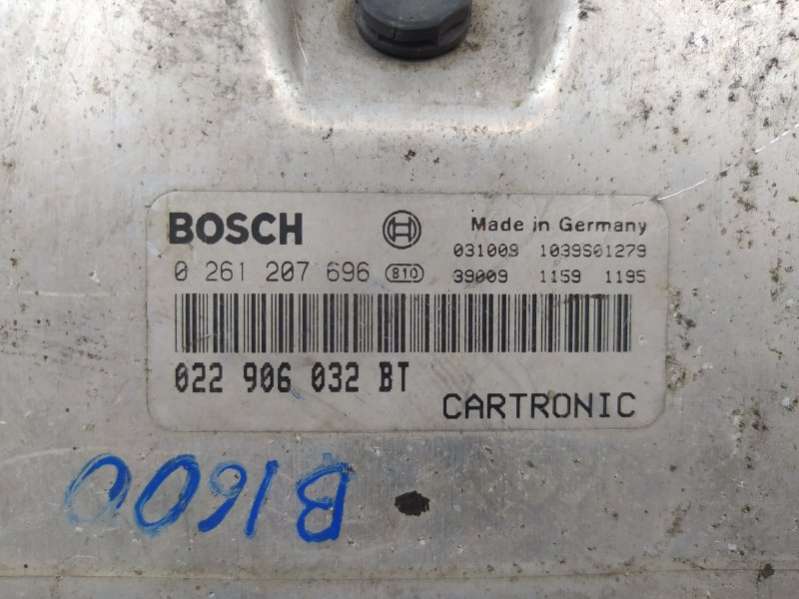 BOSCH
Made in Germany
031009 1039S01279
0 261 207 696 810
39009 1159 1195
022 906 032 BT
CARTRONIC
B1600